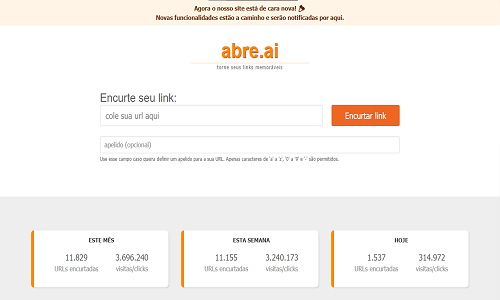 Agora o nosso site está de cara nova!
Novas funcionalidades estão a caminho e serão notificadas por aqui.
abre.ai
torne seus links memoráveis
Encurte seu link:
cole sua url aqui
Encurtar link
apelido (opcional)
Use esse campo caso queira definir um apelido para a sua URL. Apenas caracteres de 'a' a 'z', '0' a '9' e '-' são permitidos.
ESTE MÊS
11.829 3.696.240
URLs encurtadas visitas/clicks
ESTA SEMANA
11.155 3.240.173
URLs encurtadas visitas/clicks
HOJE
1.537 314.972
URLs encurtadas visitas/clicks